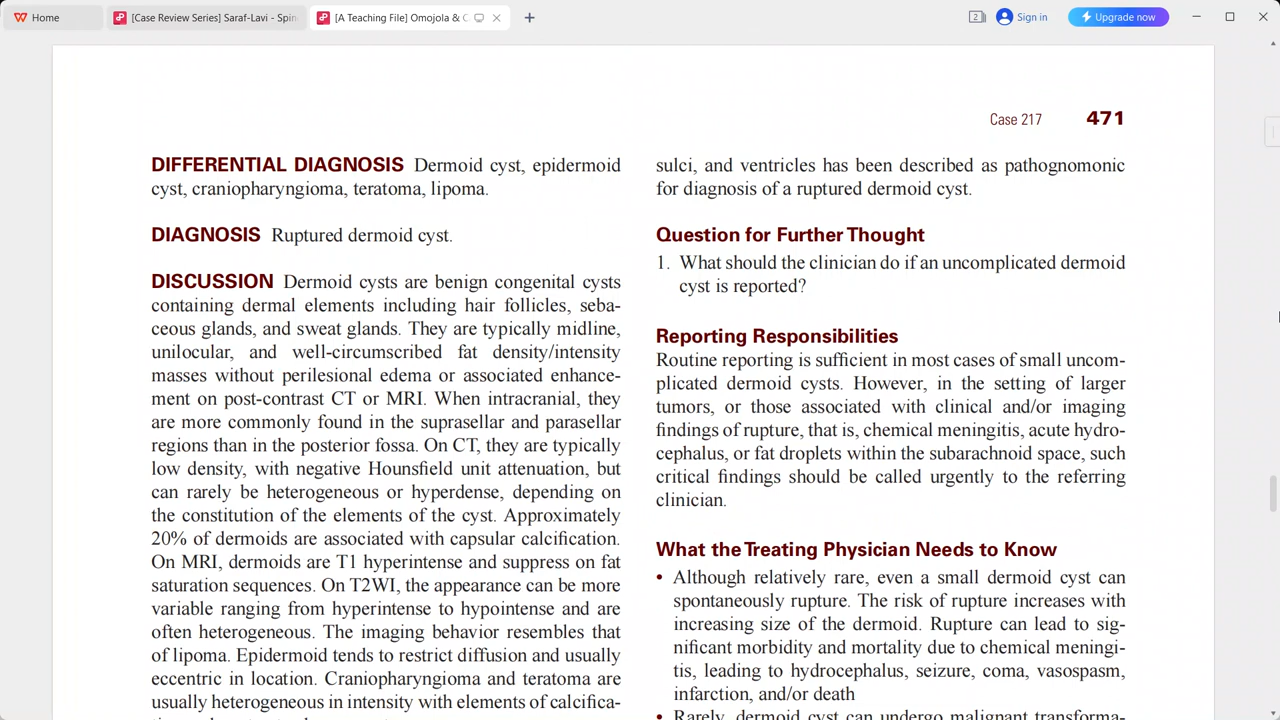 Home
[Case Review Series] Saraf-Lavi - Spin
[A Teaching File] Omojola & C
2
Sign in
Upgrade now
Case 217 471
DIFFERENTIAL DIAGNOSIS Dermoid cyst, epidermoid
cyst, craniopharyngioma, teratoma, lipoma.
DIAGNOSIS Ruptured dermoid cyst.
DISCUSSION Dermoid cysts are benign congenital cysts
containing dermal elements including hair follicles, seba-
ceous glands, and sweat glands. They are typically midline,
unilocular, and well-circumscribed fat density/intensity
masses without perilesional edema or associated enhance-
ment on post-contrast CT or MRI. When intracranial, they
are more commonly found in the suprasellar and parasellar
regions than in the posterior fossa. On CT, they are typically
low density, with negative Hounsfield unit attenuation, but
can rarely be heterogeneous or hyperdense, depending on
the constitution of the elements of the cyst. Approximately
20% of dermoids are associated with capsular calcification.
On MRI, dermoids are T1 hyperintense and suppress on fat
saturation sequences. On T2WI, the appearance can be more
variable ranging from hyperintense to hypointense and are
often heterogeneous. The imaging behavior resembles that
of lipoma. Epidermoid tends to restrict diffusion and usually
eccentric in location. Craniopharyngioma and teratoma are
usually heterogeneous in intensity with elements of calcifica-
sulci, and ventricles has been described as pathognomonic
for diagnosis of a ruptured dermoid cyst.
Question for Further Thought
1. What should the clinician do if an uncomplicated dermoid
cyst is reported?
Reporting Responsibilities
Routine reporting is sufficient in most cases of small uncom-
plicated dermoid cysts. However, in the setting of larger
tumors, or those associated with clinical and/or imaging
findings of rupture, that is, chemical meningitis, acute hydro-
cephalus, or fat droplets within the subarachnoid space, such
critical findings should be called urgently to the referring
clinician.
What the Treating Physician Needs to Know
• Although relatively rare, even a small dermoid cyst can
spontaneously rupture. The risk of rupture increases with
increasing size of the dermoid. Rupture can lead to sig-
nificant morbidity and mortality due to chemical meningi-
tis, leading to hydrocephalus, seizure, coma, vasospasm,
infarction, and/or death
• Rarely, dermoid cyst can undergo malignant transforma-